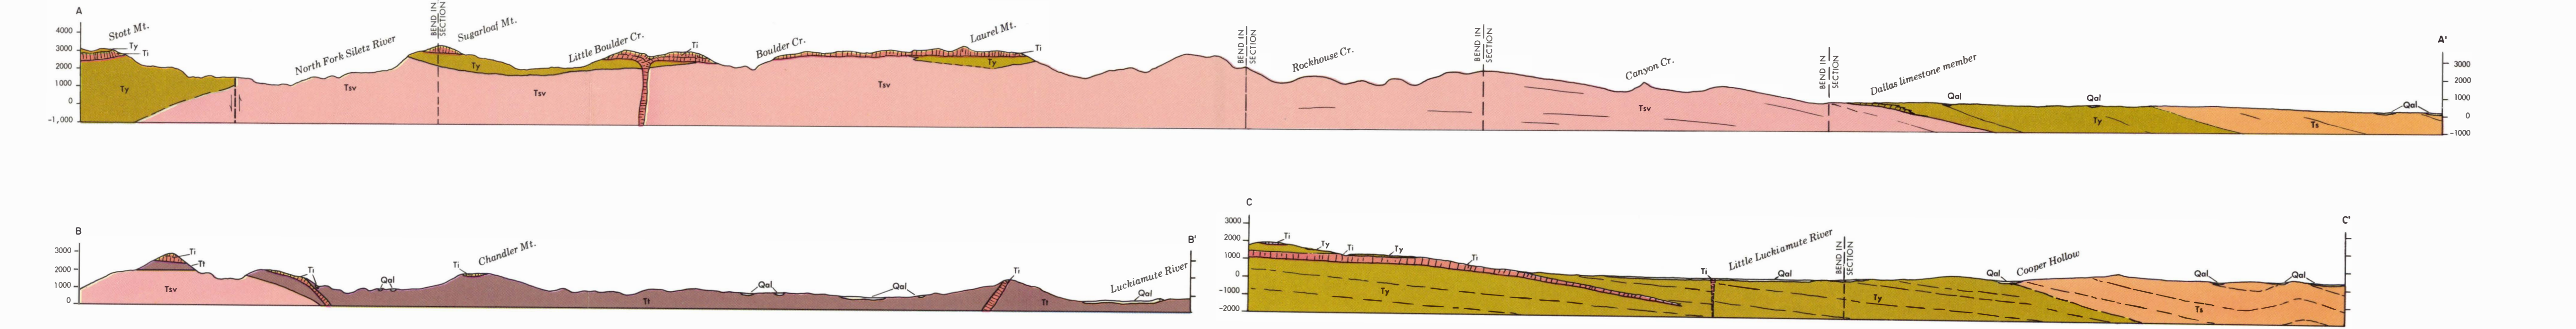 A
Stott Mt.
4000
3000
2000
1000
0
-1,000
Ty
Ti
Ty
North Fork Siletz River
Tsv
BEND IN
SECTION
Sugarloaf Mt.
Ty
Tsv
Little Boulder Cr.
Ti
Boulder Cr.
Tsv
Laurel Mt.
Ti
Ty
BEND IN
SECTION
Rockhouse Cr.
BEND IN
SECTION
Canyon Cr.
Tsv
BEND IN
SECTION
Dallas limestone member
Qal
Qal
Ty
Ts
Qal
A'
3000
2000
1000
0
-1000
B
3000
2000
1000
0
Ti
Tt
Tsv
Ti
Qal
Ti
Chandler Mt.
Tt
Qal
Qal
Ti
Tt
Luckiamute River
Qal
B'
C
3000
2000
1000
0
-1000
-2000
Ti
Ty
Ti
Ty
Ti
Ty
Ti
Little Luckiamute River
Qal
BEND IN
SECTION
Ty
Qal
Cooper Hollow
Qal
Ts
Qal
C'